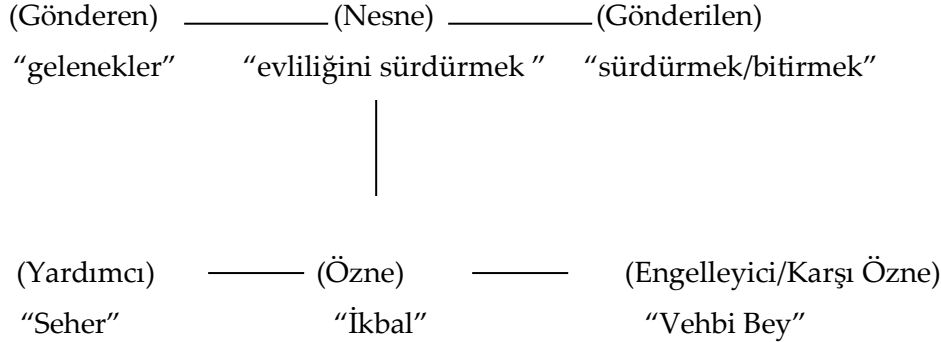 (Gönderen) (Nesne) (Gönderilen)
“gelenekler” “evliliğini sürdürmek ” “sürdürmek/bitirmek”
(Yardımcı) (Özne) (Engelleyici/Karşı Özne)
“Seher” “İkbal” “Vehbi Bey”